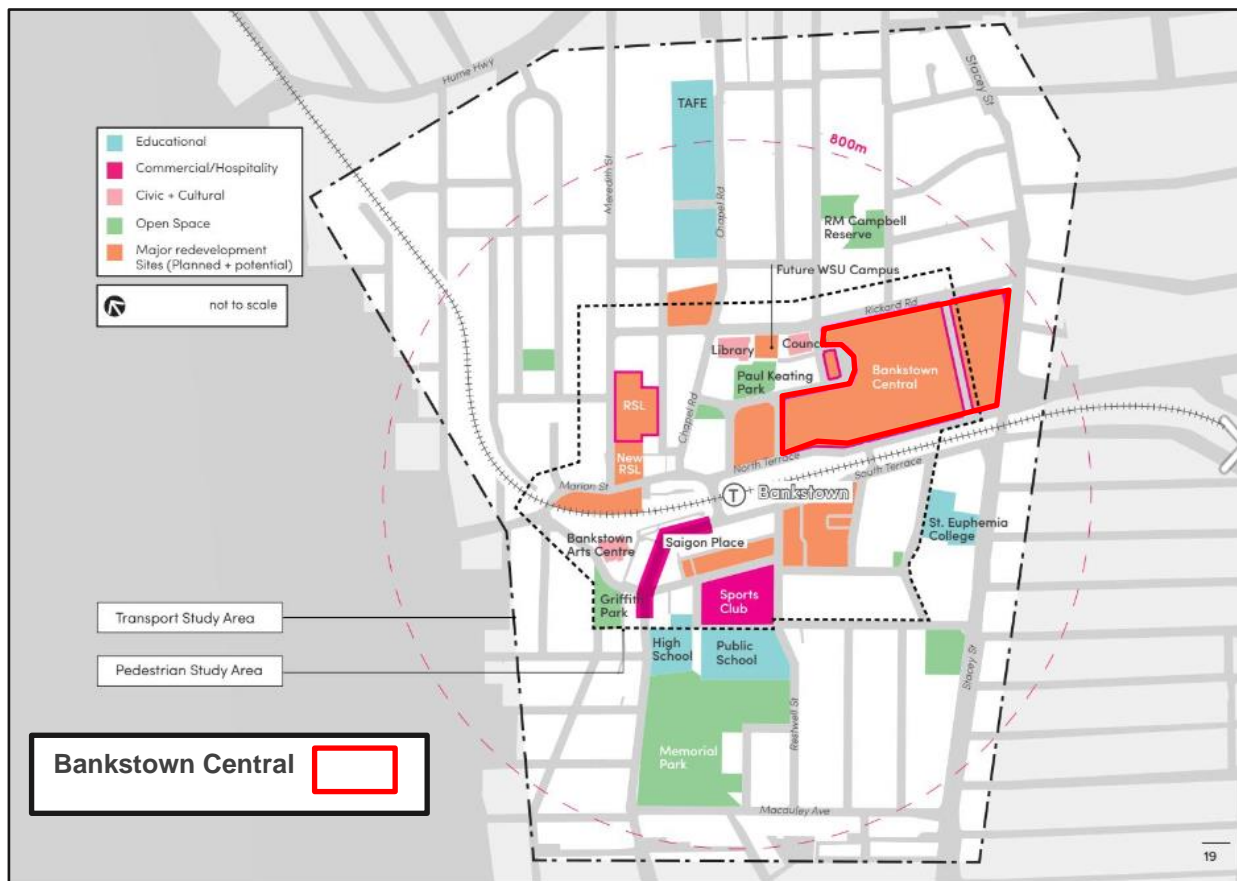 Hume Hwy
Stacey St
Educational
Commercial/Hospitality
Civic + Cultural
Open Space
Major redevelopment
Sites (Planned + potential)
not to scale
TAFE
800m
Meredith St
Chapel Rd
RM Campbell
Reserve
Future WSU Campus
Rickard Rd
Library
Counc
Paul Keating
Park
Bankstown
Central
RSL
Chapel Rd
New
RSL
North Terrace
South Terrace
Marion St
T
Bankstown
St. Euphemia
College
Bankstown
Arts Centre
Saigon Place
Griffith
Park
Sports
Club
Transport Study Area
High
School
Public
School
Pedestrian Study Area
Stacey St
Restwell St
Memorial
Park
Bankstown Central
Macauley Ave
19